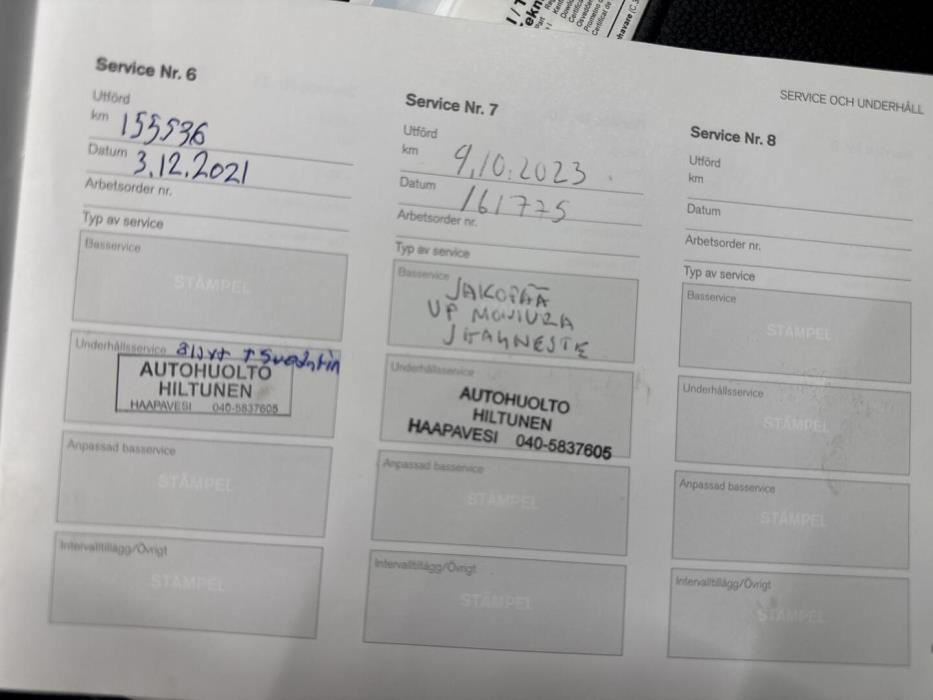 Service Nr. 6
Utförd
km 155536
Datum 3.12.2021
Arbetsorder nr.
Typ av service
Basservice
STÄMPEL
Underhållsservice
AUTOHUOLTO
HILTUNEN
HAAPAVESI 040-5837605
Anpassad basservice
STÄMPEL
Intervalltillägg/Övrigt
STÄMPEL
Service Nr. 7
Utförd
km 9,10.2023
Datum 161775
Arbetsorder nr.
Typ av service
Basservice JAKOPÄÄ
VP
Underhållsservice
AUTOHUOLTO
HILTUNEN
HAAPAVESI 040-5837605
Anpassad basservice
STÄMPEL
Intervalltillägg/Övrigt
STÄMPEL
SERVICE OCH UNDERHÅLL
Service Nr. 8
Utförd
km
Datum
Arbetsorder nr.
Typ av service
Basservice
STÄMPEL
Underhållsservice
STÄMPEL
Anpassad basservice
STÄMPEL
Intervalltillägg/Övrigt
STÄMPEL